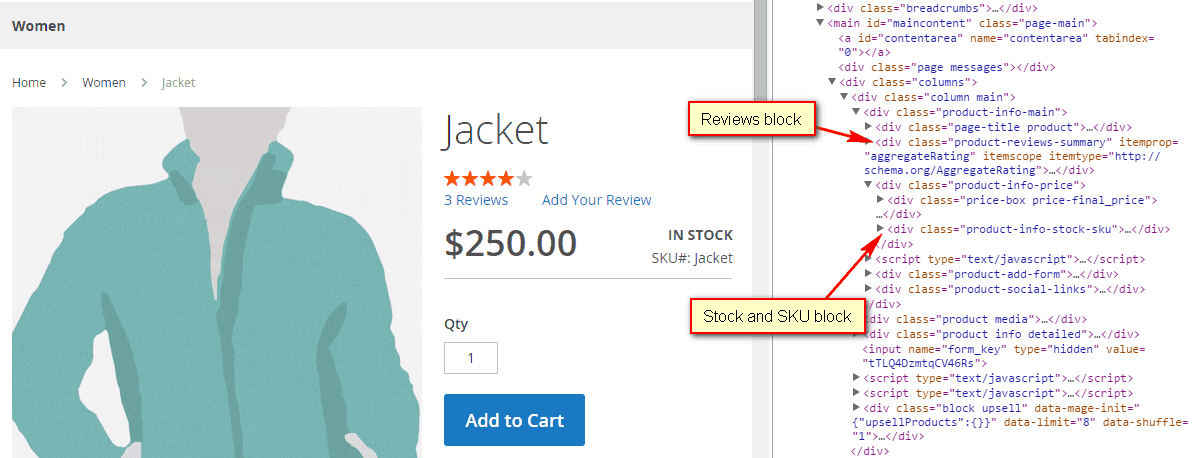 Women
Home > Women > Jacket
Jacket
3 Reviews Add Your Review
$250.00
IN STOCK
SKU#: Jacket
Qty
1
Add to Cart
Reviews block
Stock and SKU block
<div class="breadcrumbs">…</div>
<main id="maincontent" class="page-main">
<a id="contentarea" name="contentarea" tabindex=
"0"></a>
<div class="page messages"></div>
<div class="columns">
<div class="column main">
<div class="product-info-main">
<div class="page-title product">…</div>
<div class="product-reviews-summary" itemprop=
"aggregateRating" itemscope itemtype="http://
schema.org/AggregateRating">…</div>
<div class="product-info-price">
<div class="price-box price-final_price">
…</div>
<div class="product-info-stock-sku">…</div>
</div>
<script type="text/javascript">…</script>
<div class="product-add-form">…</div>
<div class="product-social-links">…</div>
/div>
div class="product media">…</div>
<div class="product info detailed">…</div>
<input name="form_key" type="hidden" value=
"tTLQ4DzmtqCV46Rs">
<script type="text/javascript">…</script>
<script type="text/javascript">…</script>
<div class="block upsell" data-mage-init="
{"upsellProducts":{}}" data-limit="8" data-shuffle=
"1">…</div>
</div>